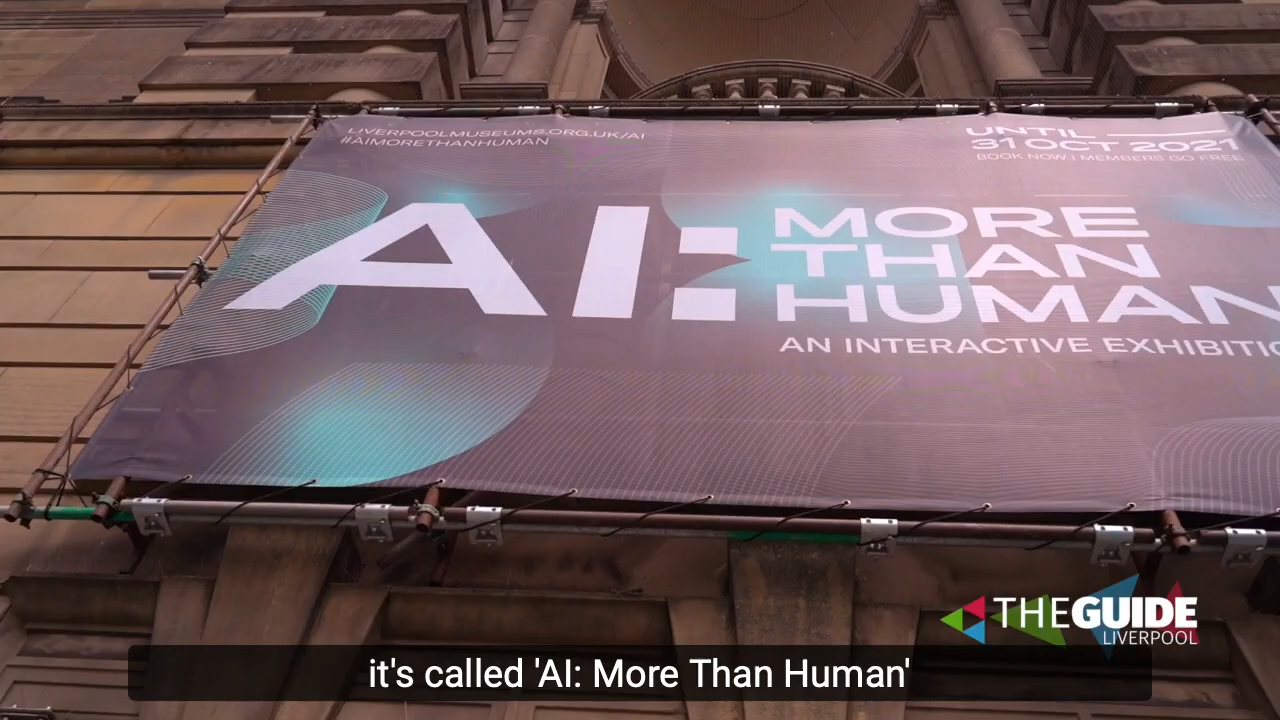 LIVERPOOLMUSEUMS.ORG.UK/AI
#AIMORETHANHUMAN
UNTIL
31 OCT 2021
BOOK NOW | MEMBERS GO FREE
AI:
MORE
THAN
HUMAN
AN INTERACTIVE EXHIBITIO
THEGUIDE
LIVERPOOL
it's called 'AI: More Than Human'